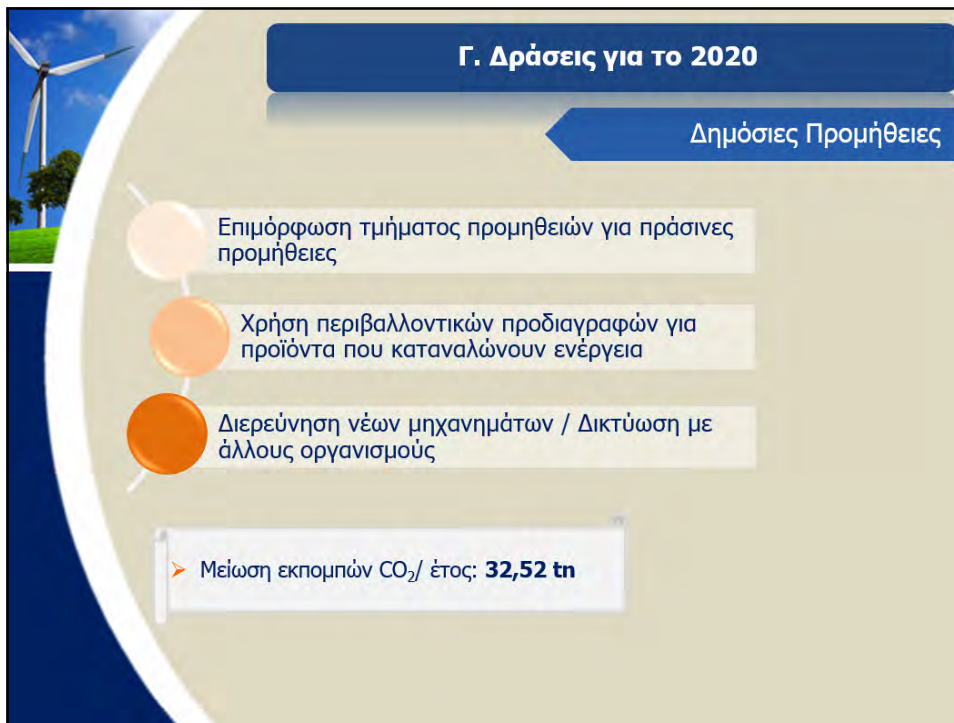 Γ. Δράσεις για το 2020
Δημόσιες Προμήθειες
Επιμόρφωση τμήματος προμηθειών για πράσινες
προμήθειες
Χρήση περιβαλλοντικών προδιαγραφών για
προϊόντα που καταναλώνουν ενέργεια
Διερεύνηση νέων μηχανημάτων / Δικτύωση με
άλλους οργανισμούς
➤ Μείωση εκπομπών CO₂/ έτος: 32,52 tn